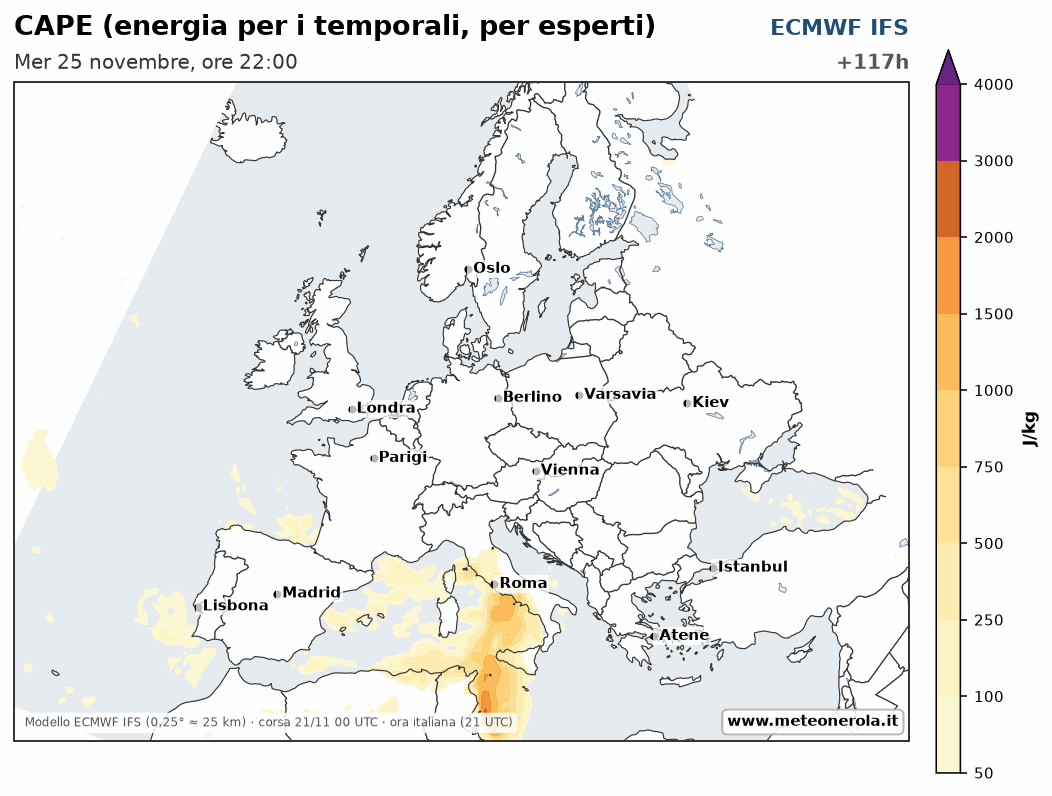 CAPE (energia per i temporali, per esperti)
ECMWF IFS
Mer 25 novembre, ore 22:00
+117h
4000
3000
2000
1500
1000
750
500
250
100
50
J/kg
Oslo
Londra
Berlino
Varsavia
Kiev
Parigi
Vienna
Istanbul
Roma
Madrid
Lisbona
Atene
Modello ECMWF IFS (0,25° ≈ 25 km) · corsa 21/11 00 UTC · ora italiana (21 UTC)
www.meteonerola.it